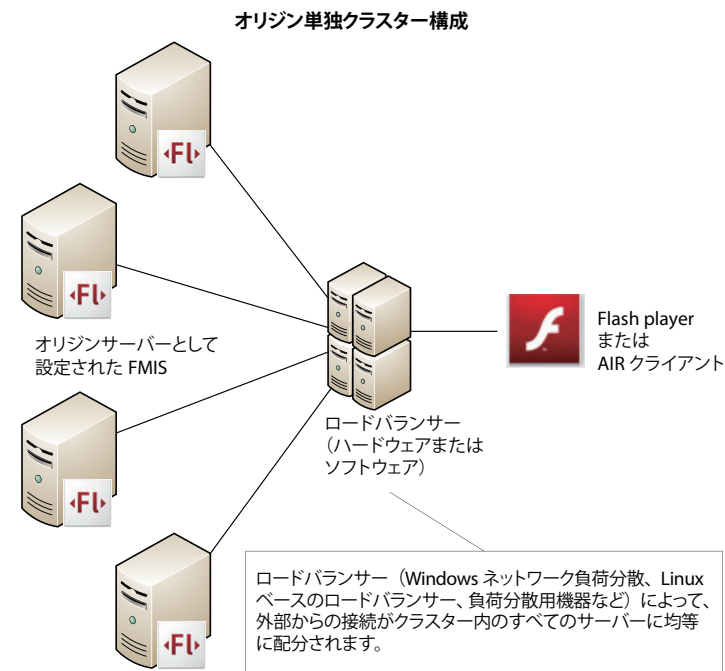 オリジン単独クラスター構成
‹Fl›
‹Fl›
オリジンサーバーとして
設定された FMIS
Flash player
または
AIR クライアント
ロードバランサー
（ハードウェアまたは
ソフトウェア）
‹Fl›
‹Fl›
ロードバランサー（Windows ネットワーク負荷分散、Linux
ベースのロードバランサー、負荷分散用機器など）によって、
外部からの接続がクラスター内のすべてのサーバーに均等
に配分されます。